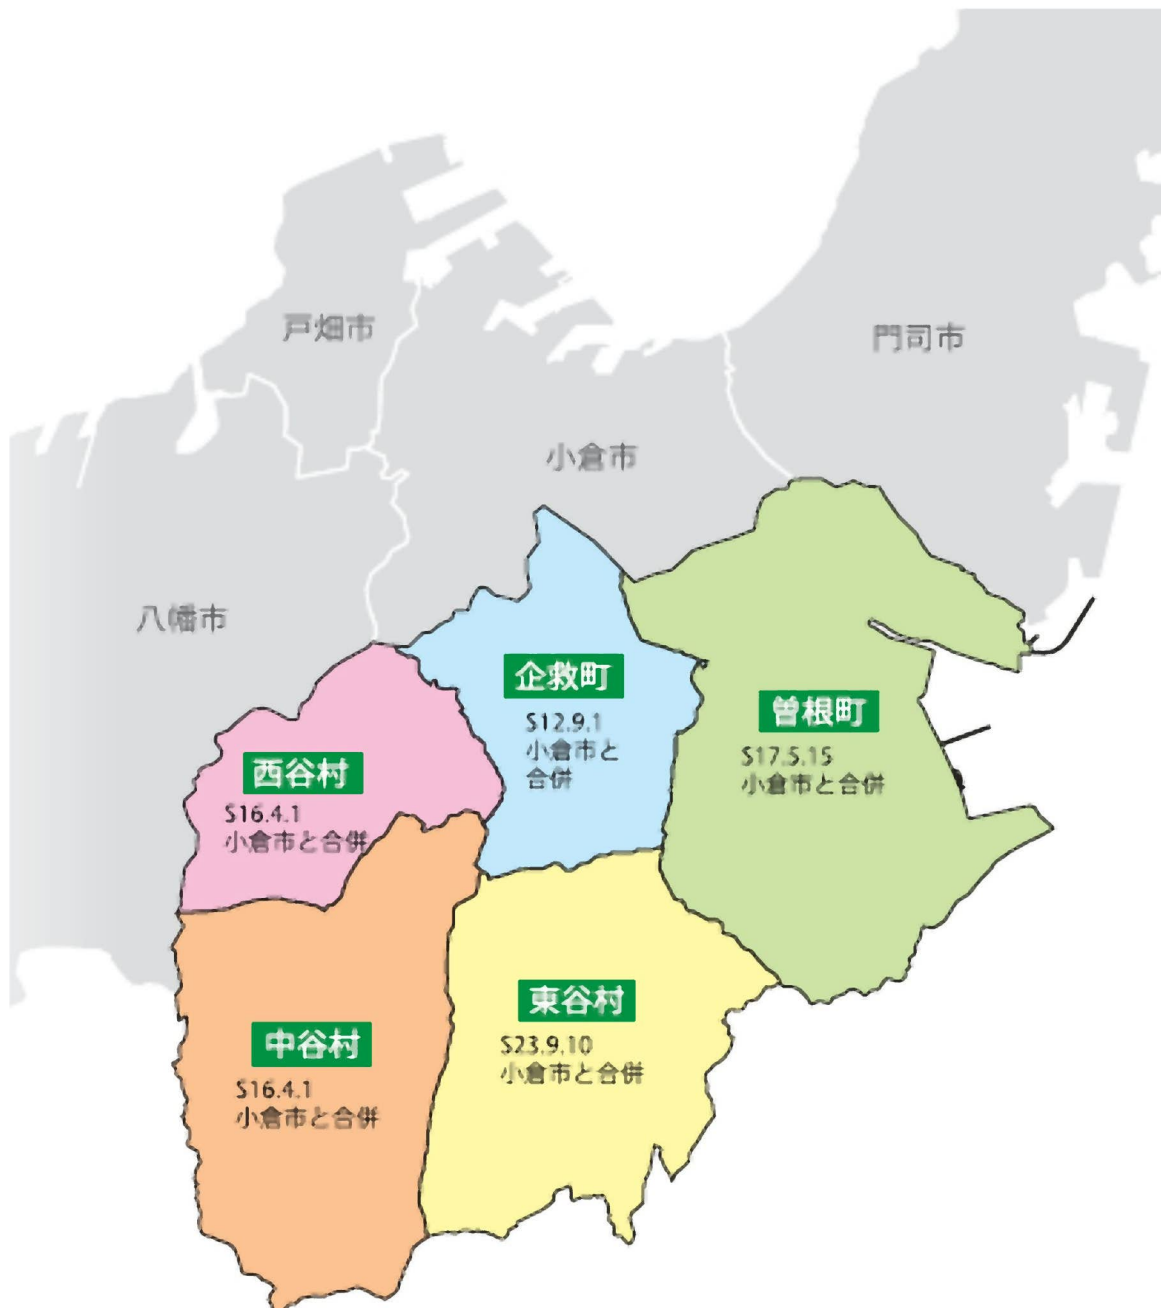 戸畑市
門司市
小倉市
八幡市
企救町
S12.9.1
小倉市と
合併
曽根町
S17.5.15
小倉市と合併
西谷村
S16.4.1
小倉市と合併
東谷村
S23.9.10
小倉市と合併
中谷村
S16.4.1
小倉市と合併